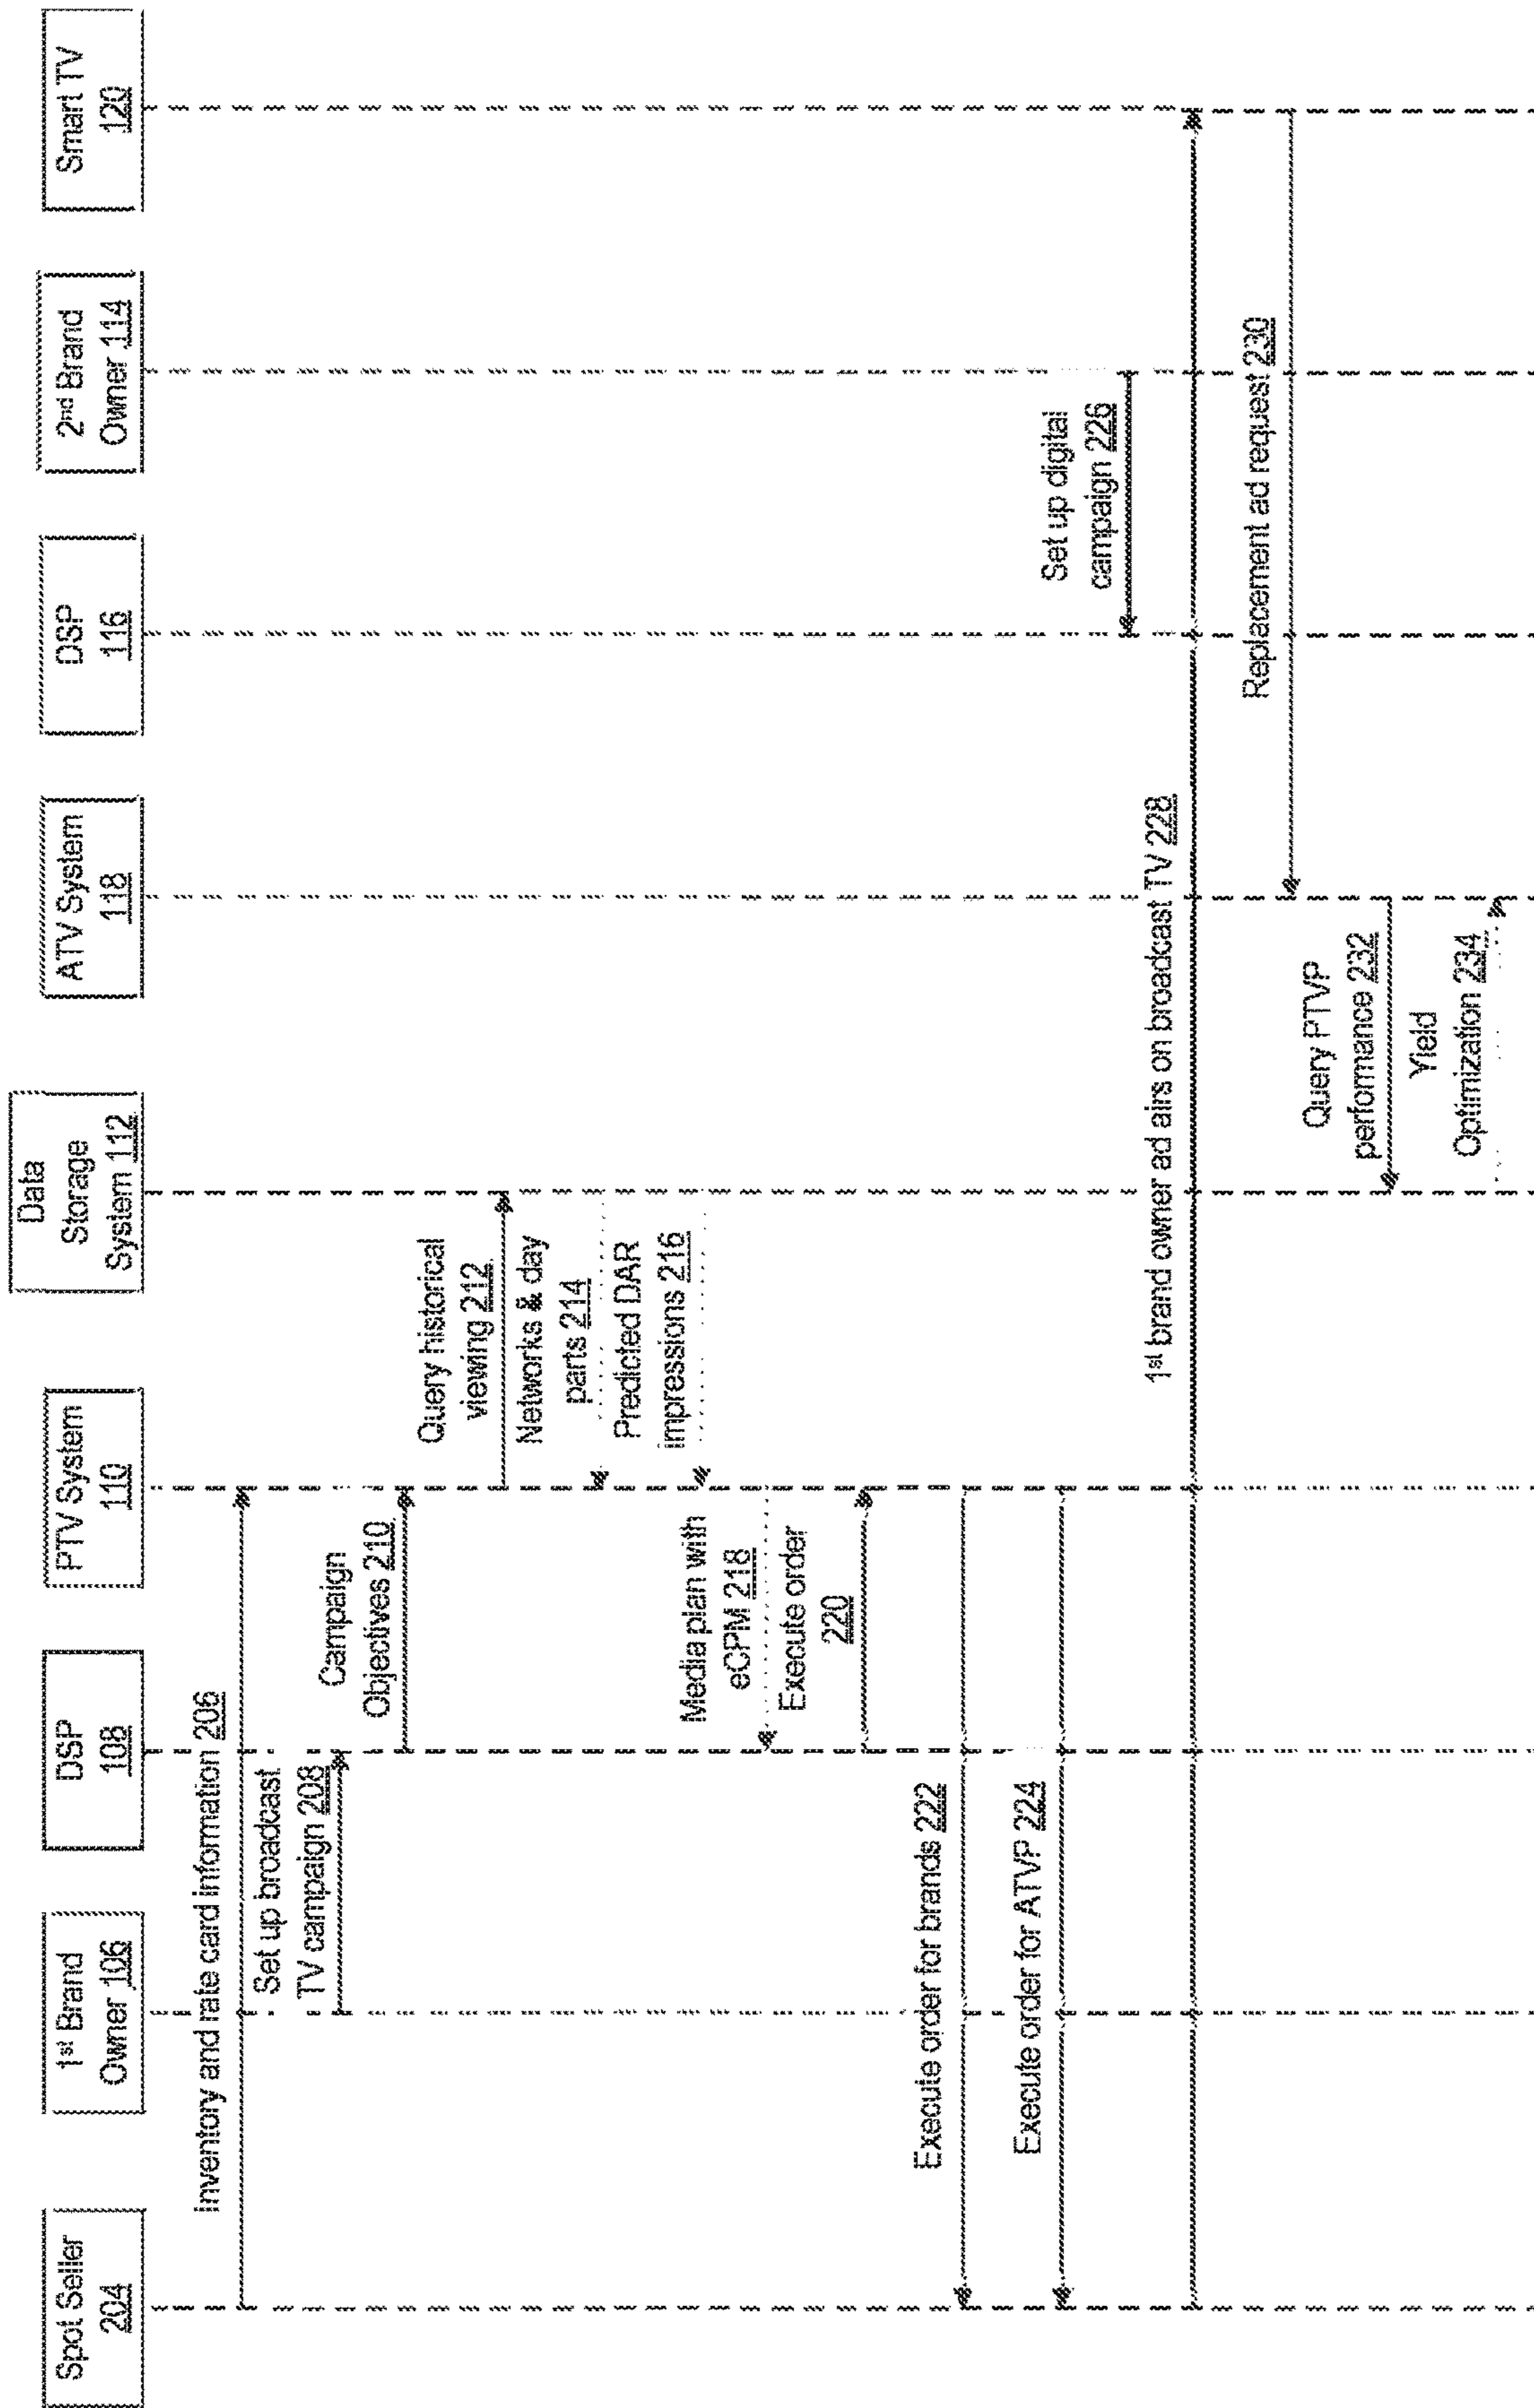 Spot Seller
204
1st Brand
Owner 106
DSP
108
PTV System
110
Data
Storage
System 112
ATV System
118
DSP
116
2nd Brand
Owner 114
Smart TV
120
Inventory and rate card information 206
Set up broadcast
TV campaign 208
Campaign
Objectives 210
Query historical
viewing 212
Networks & day
parts 214
Predicted DAR
impressions 216
Media plan with
eCPM 218
Execute order
220
Execute order for brands 222
Execute order for ATVP 224
Set up digital
campaign 226
1st brand owner ad airs on broadcast TV 228
Replacement ad request 230
Query PTVP
performance 232
Yield
Optimization 234